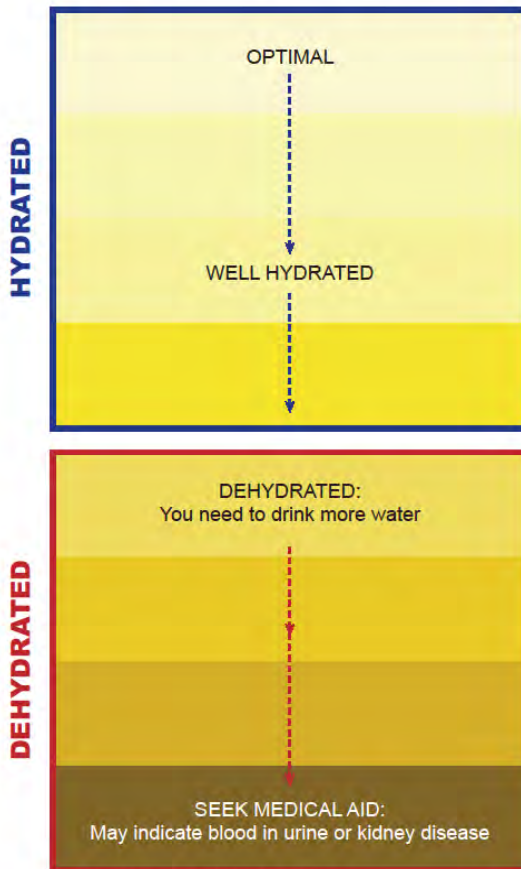 HYDRATED
OPTIMAL
WELL HYDRATED
DEHYDRATED
DEHYDRATED:
You need to drink more water
SEEK MEDICAL AID:
May indicate blood in urine or kidney disease